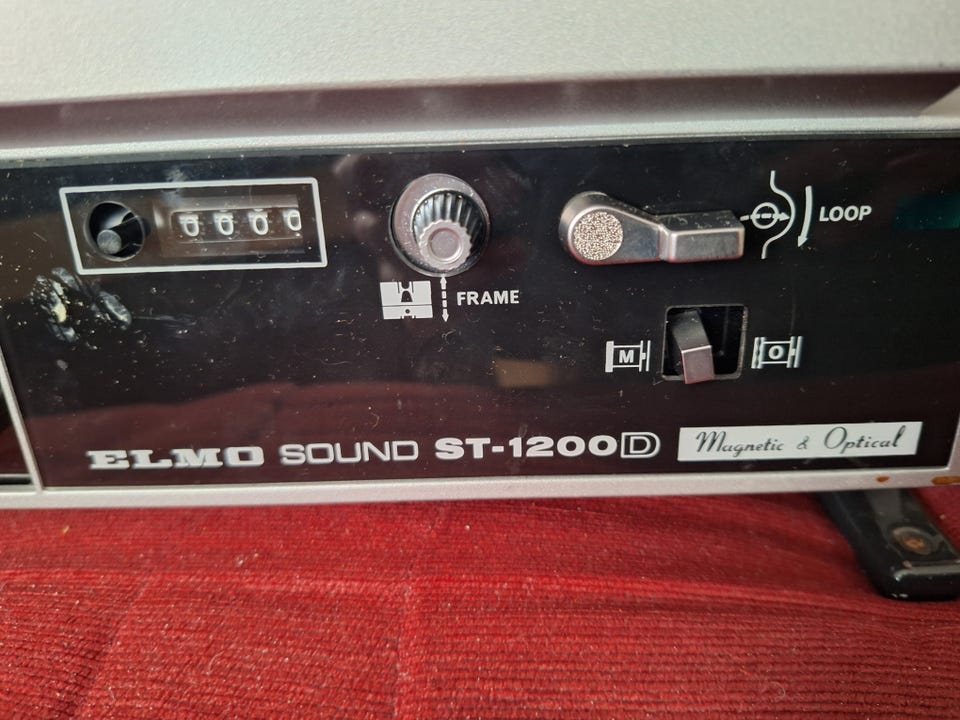 0000
FRAME
LOOP
M
O
ELMO SOUND ST-1200D Magnetic & Optical